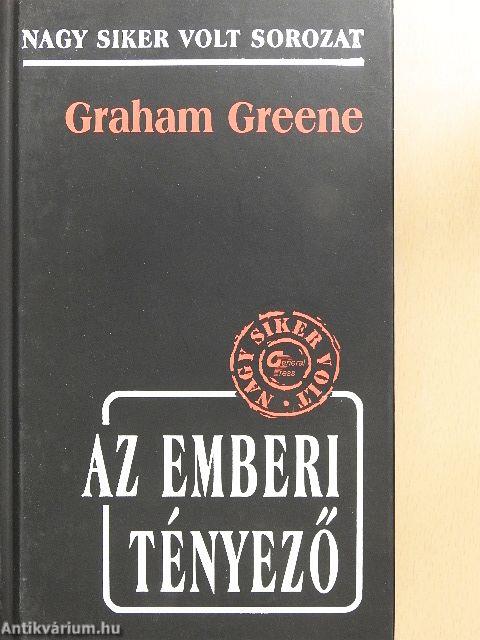 NAGY SIKER VOLT SOROZAT
Graham Greene
NAGY SIKER VOLT •
General
Press
AZ EMBERI
TÉNYEZŐ
Antikvárium.hu